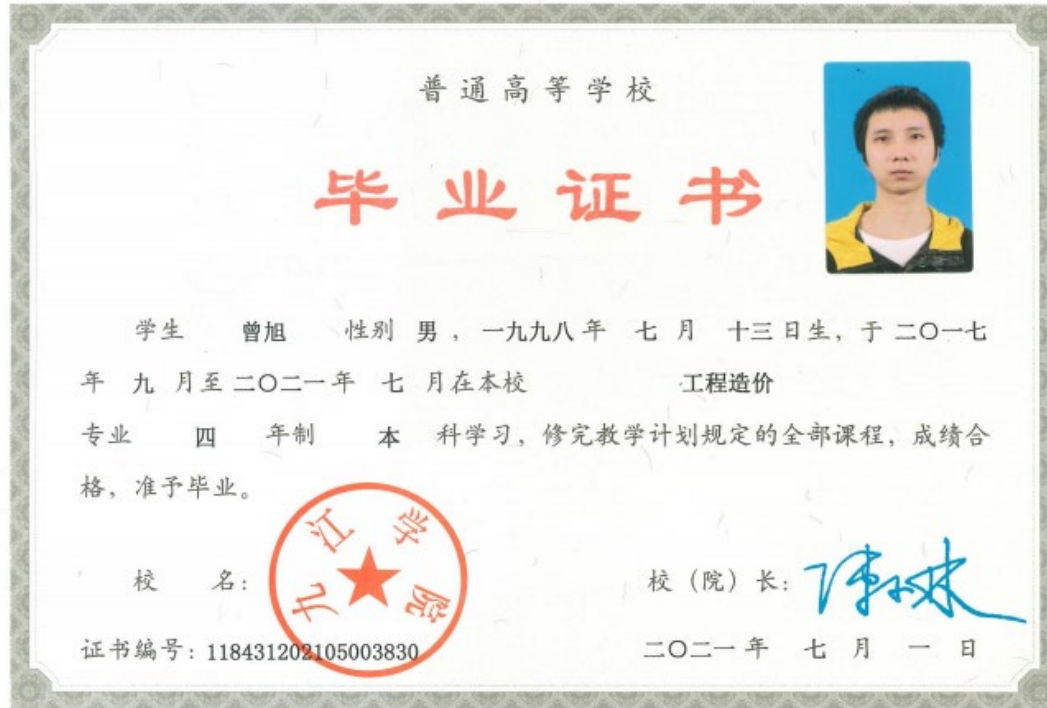 普通高等学校
毕业证书
学生 曾旭 性别 男，一九九八年 七 月 十三日生，于二〇一七
年 九 月至二〇二一年 七 月在本校 工程造价
专业 四 年制 本 科学习，修完教学计划规定的全部课程，成绩合
格，准予毕业。
校 名：
九江学院
校（院）长：
证书编号：118431202105003830
二〇二一年 七 月 一 日